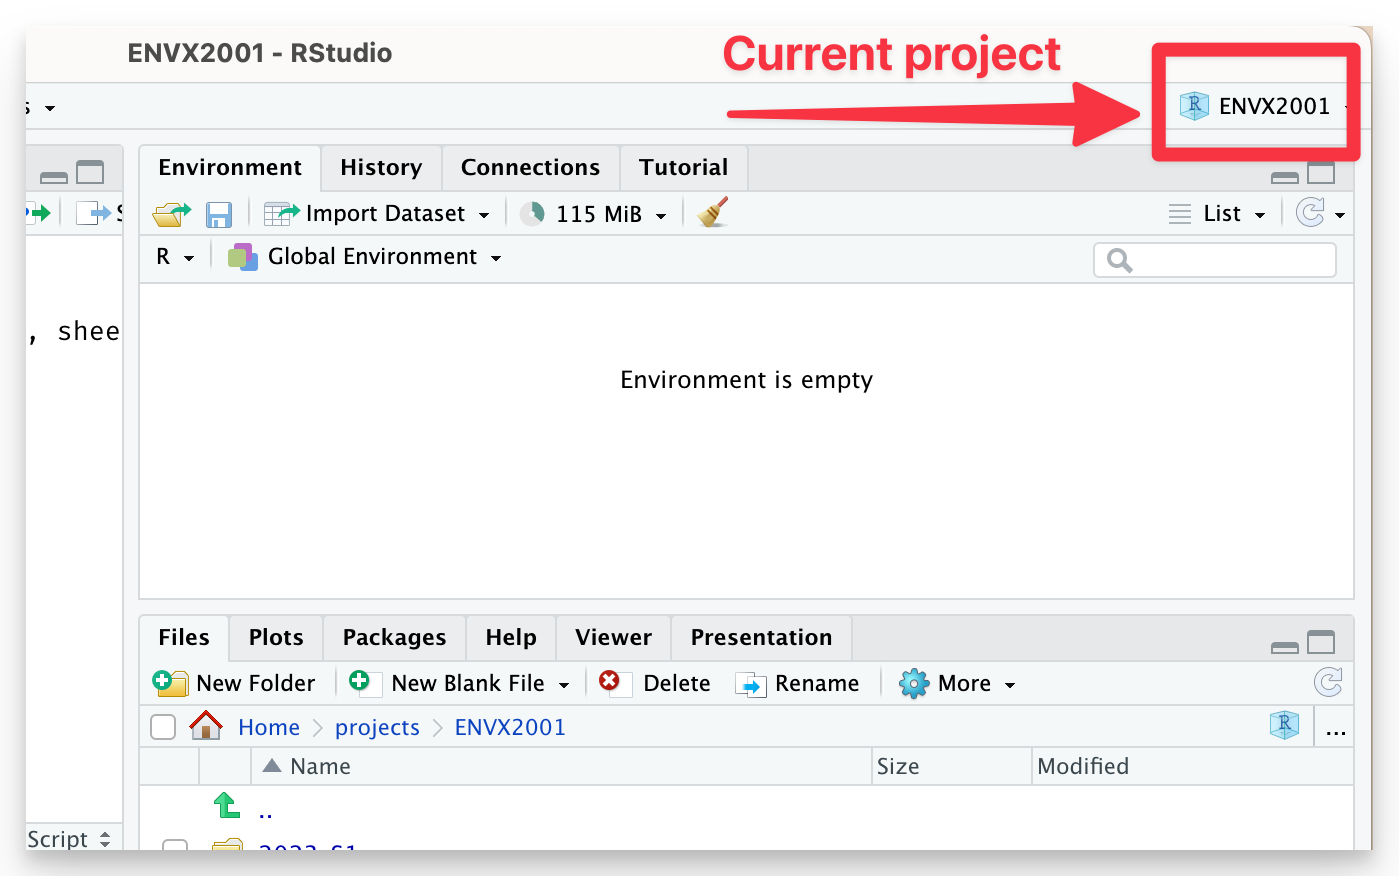 ENVX2001 - RStudio
Current project
ENVX2001
Environment History Connections Tutorial
Import Dataset 115 MiB List
R Global Environment
, shee
Environment is empty
Files Plots Packages Help Viewer Presentation
New Folder New Blank File Delete Rename More
Home projects ENVX2001 ...
Name Size Modified
..
Script